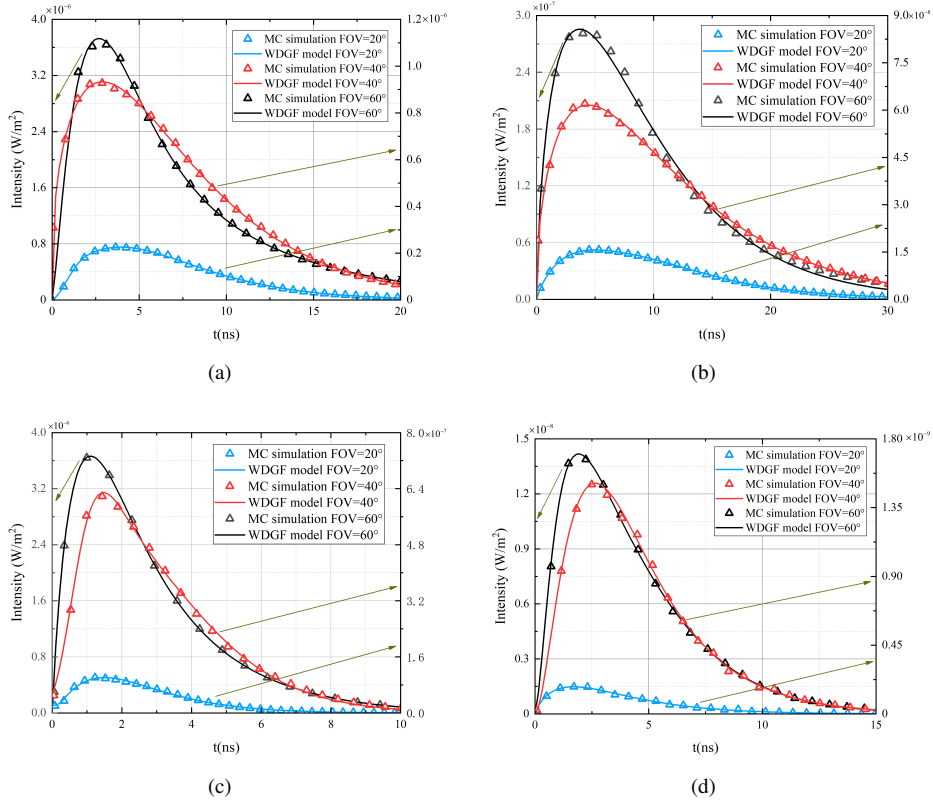 ×10⁻⁶
4.0
3.2
2.4
1.6
0.8
0
Intensity (W/m²)
0
5
10
15
20
t(ns)
1.2 ×10⁻⁶
1.0
0.8
0.6
0.4
0.2
0
MC simulation FOV=20°
WDGF model FOV=20°
MC simulation FOV=40°
WDGF model FOV=40°
MC simulation FOV=60°
WDGF model FOV=60°
(a)
×10⁻⁷
3.0
2.4
1.8
1.2
0.6
0.0
Intensity (W/m²)
0
10
20
30
t(ns)
9.0 ×10⁻⁸
7.5
6.0
4.5
3.0
1.5
0.0
MC simulation FOV=20°
WDGF model FOV=20°
MC simulation FOV=40°
WDGF model FOV=40°
MC simulation FOV=60°
WDGF model FOV=60°
(b)
×10⁻⁶
4.0
3.2
2.4
1.6
0.8
0.0
Intensity (W/m²)
0
2
4
6
8
10
t(ns)
8.0 ×10⁻⁷
6.4
4.8
3.2
1.6
0.0
MC simulation FOV=20°
WDGF model FOV=20°
MC simulation FOV=40°
WDGF model FOV=40°
MC simulation FOV=60°
WDGF model FOV=60°
(c)
×10⁻⁸
1.5
1.2
0.9
0.6
0.3
0
Intensity (W/m²)
0
5
10
15
t(ns)
1.80 ×10⁻⁹
1.35
0.90
0.45
0
MC simulation FOV=20°
WDGF model FOV=20°
MC simulation FOV=40°
WDGF model FOV=40°
MC simulation FOV=60°
WDGF model FOV=60°
(d)